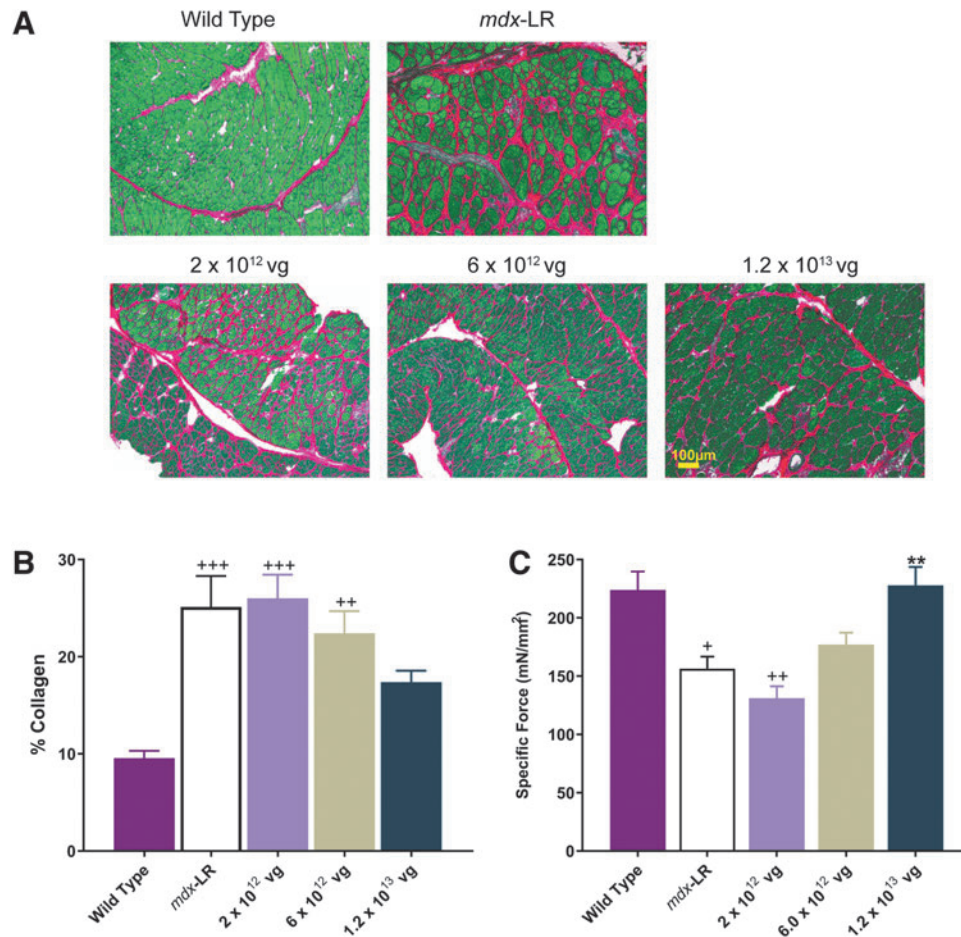 A
Wild Type
mdx-LR
2 x 10¹² vg
6 x 10¹² vg
1.2 x 10¹³ vg
100µm
B
% Collagen
30
20
10
0
+++
+++
++
Wild Type
mdx-LR
2 x 10¹² vg
6 x 10¹² vg
1.2 x 10¹³ vg
C
Specific Force (mN/mm²)
250
200
150
100
50
0
+
++
**
Wild Type
mdx-LR
2 x 10¹² vg
6.0 x 10¹² vg
1.2 x 10¹³ vg